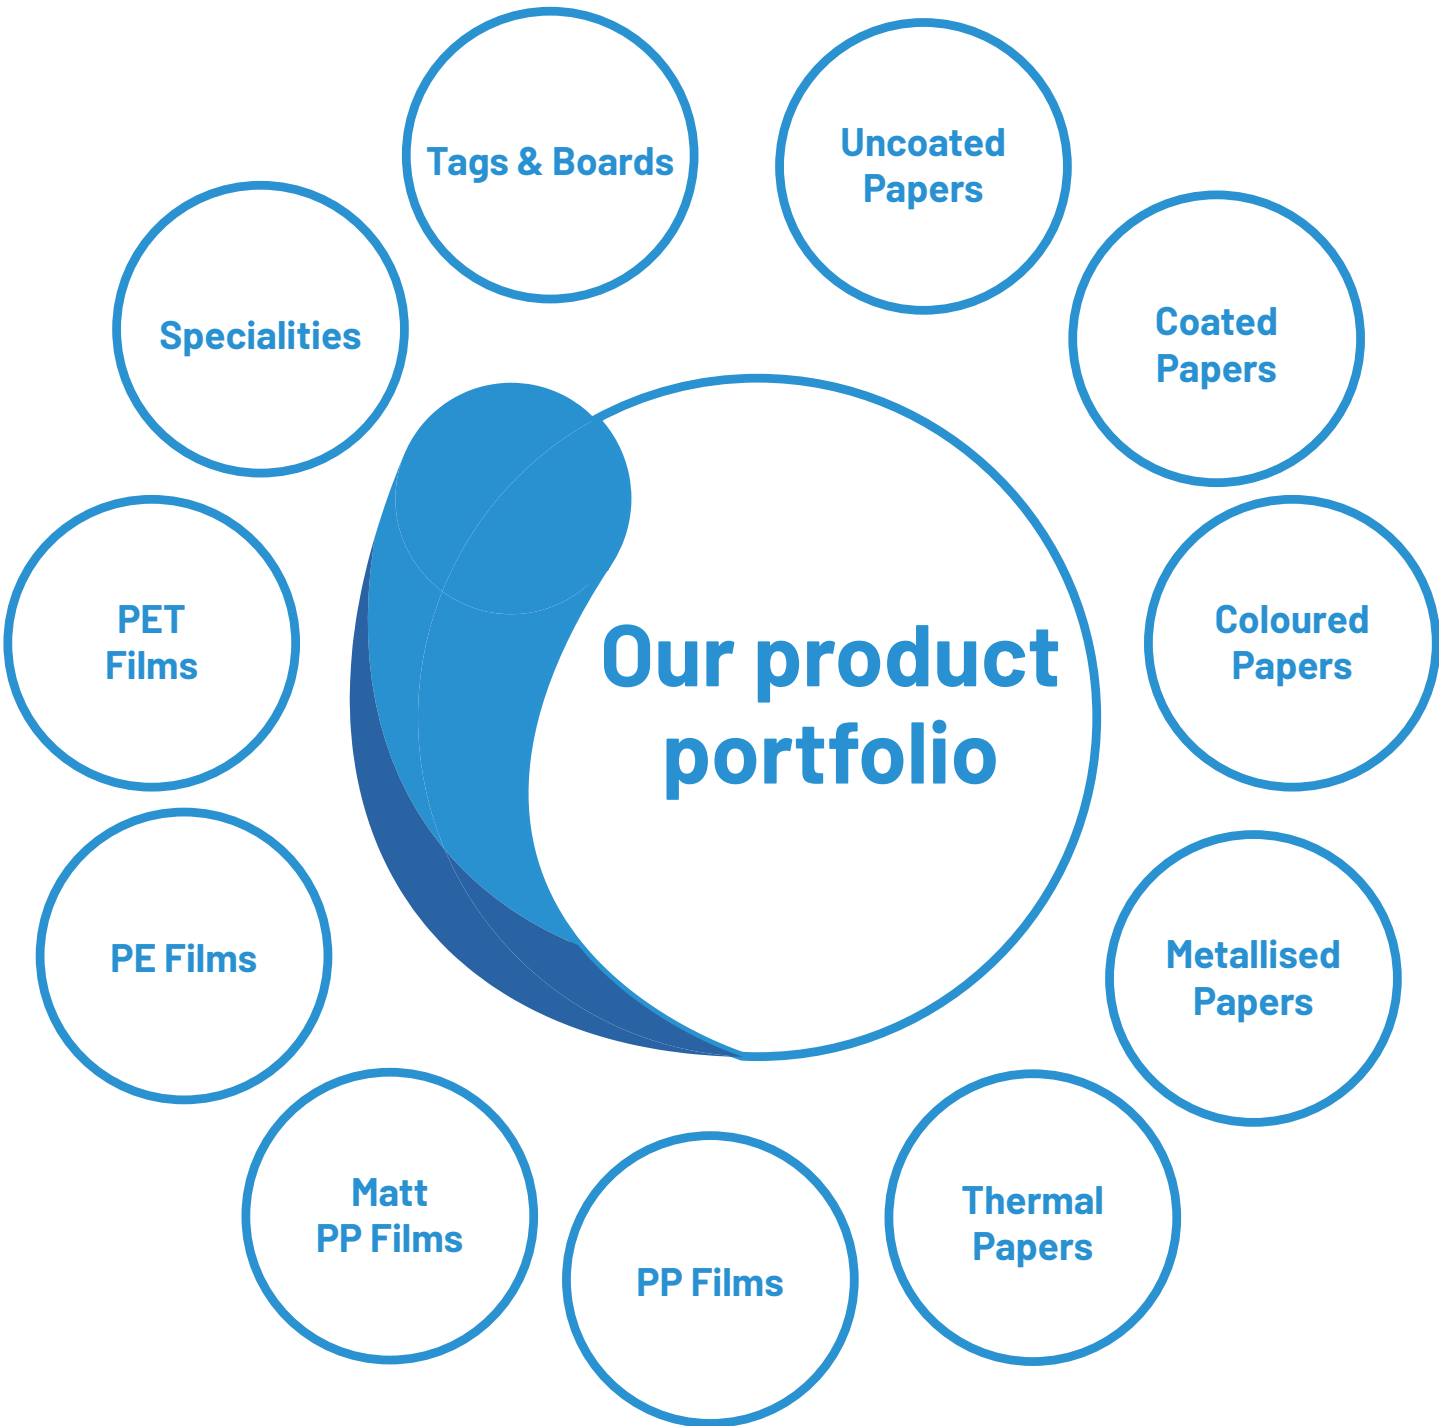 Our product
portfolio
Tags & Boards
Uncoated
Papers
Coated
Papers
Coloured
Papers
Metallised
Papers
Thermal
Papers
PP Films
Matt
PP Films
PE Films
PET
Films
Specialities